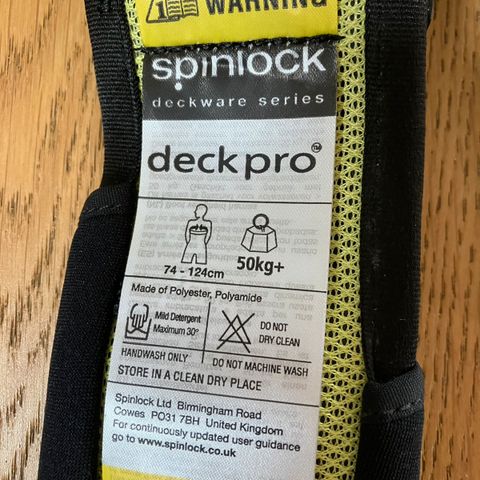 WARNING
spinlock
deckware series
deckpro™
74 - 124cm
50kg+
Made of Polyester, Polyamide
Mild Detergent
Maximum 30°
DO NOT
DRY CLEAN
HANDWASH ONLY
DO NOT MACHINE WASH
STORE IN A CLEAN DRY PLACE
Spinlock Ltd Birmingham Road
Cowes PO31 7BH United Kingdom
For continuously updated user guidance
go to www.spinlock.co.uk